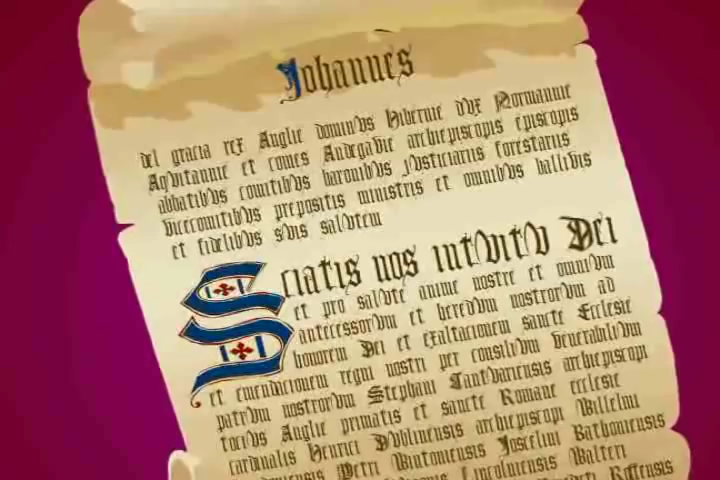 Johannes
dei gracia rex Anglie dominus Hibernie dux Normannie
Aquitannie et comes Andegavie archiepiscopis episcopis
abbatibus comitibus baronibus justiciariis forestariis
vicecomitibus prepositis ministris et omnibus ballivis
et fidelibus suis salutem
Sciatis nos intuitu Dei
et pro salute anime nostre et omnium
antecessorum et heredum nostrorum ad
honorem Dei et exaltacionem sancte Ecclesie
et emendacionem regni nostri per consilium venerabilium
patrum nostrorum Stephani Cantuariensis archiepiscopi
tocius Anglie primatis et sancte Romane ecclesie
cardinalis Henrici Dublinensis archiepiscopi Willelmi
Petri Wintoniensis Joscelini Bathoniensis
Lincolniensis Walteri
Roffensis